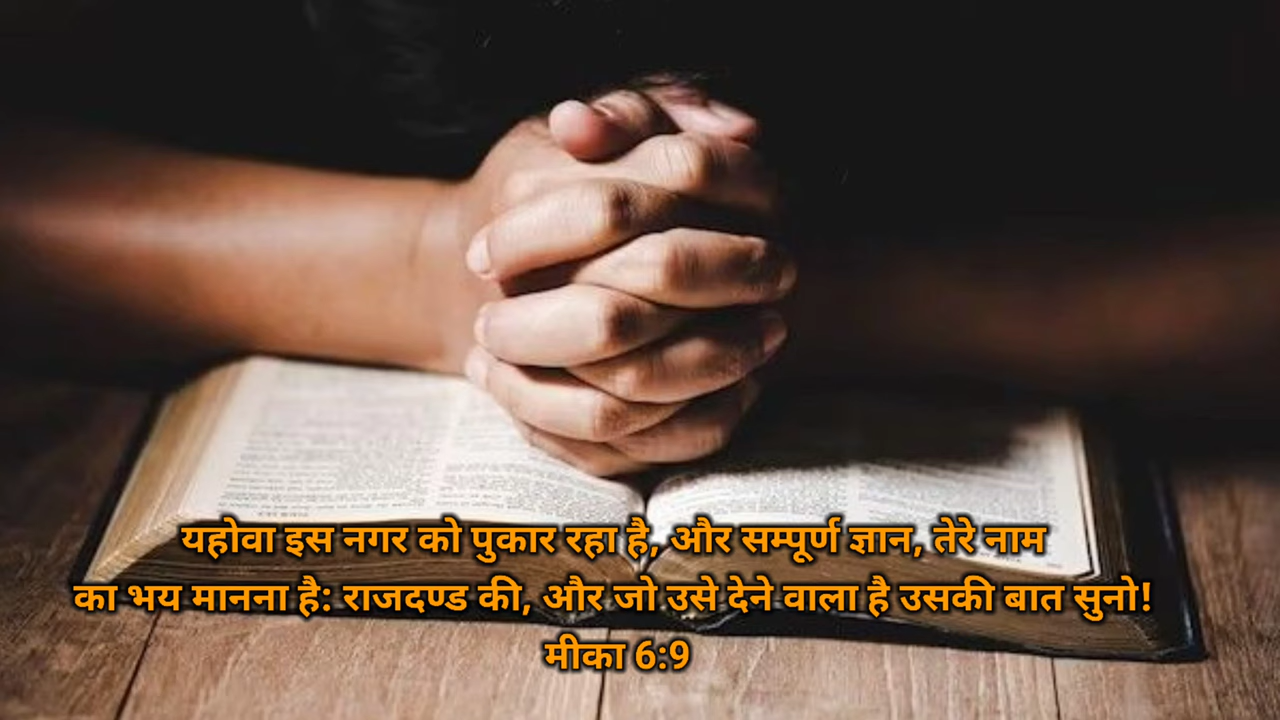 यहोवा इस नगर को पुकार रहा है, और सम्पूर्ण ज्ञान, तेरे नाम
का भय मानना है: राजदण्ड की, और जो उसे देने वाला है उसकी बात सुनो!
मीका 6:9